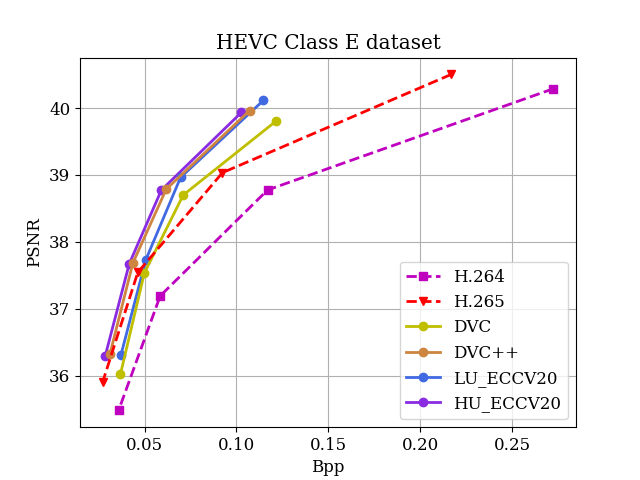 HEVC Class E dataset
PSNR
40
39
38
37
36
0.05
0.10
0.15
0.20
0.25
Bpp
H.264
H.265
DVC
DVC++
LU_ECCV20
HU_ECCV20